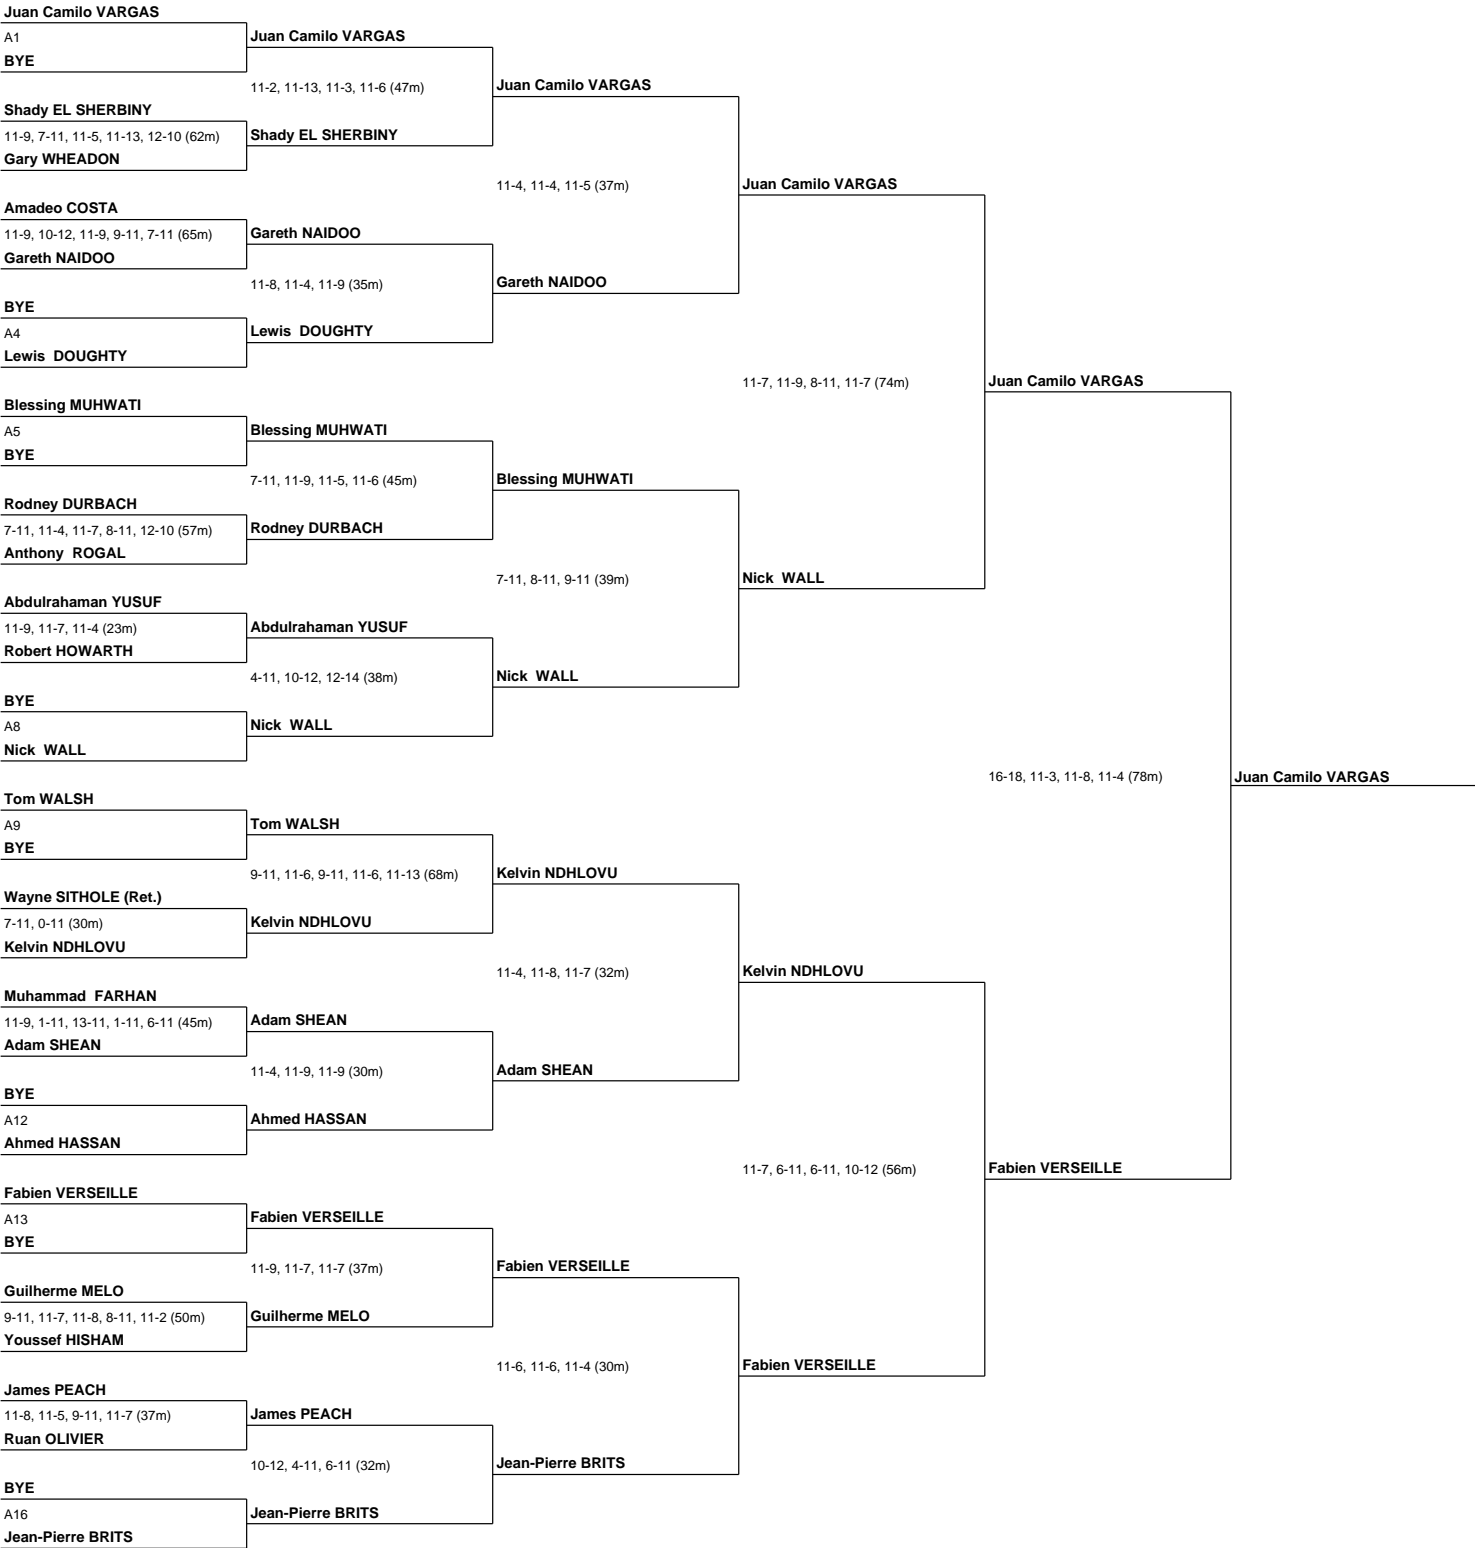 Juan Camilo VARGAS
A1
BYE
Shady EL SHERBINY
11-9, 7-11, 11-5, 11-13, 12-10 (62m)
Gary WHEADON
Amadeo COSTA
11-9, 10-12, 11-9, 9-11, 7-11 (65m)
Gareth NAIDOO
BYE
A4
Lewis DOUGHTY
Blessing MUHWATI
A5
BYE
Rodney DURBACH
7-11, 11-4, 11-7, 8-11, 12-10 (57m)
Anthony ROGAL
Abdulrahaman YUSUF
11-9, 11-7, 11-4 (23m)
Robert HOWARTH
BYE
A8
Nick WALL
Tom WALSH
A9
BYE
Wayne SITHOLE (Ret.)
7-11, 0-11 (30m)
Kelvin NDHLOVU
Muhammad FARHAN
11-9, 1-11, 13-11, 1-11, 6-11 (45m)
Adam SHEAN
BYE
A12
Ahmed HASSAN
Fabien VERSEILLE
A13
BYE
Guilherme MELO
9-11, 11-7, 11-8, 8-11, 11-2 (50m)
Youssef HISHAM
James PEACH
11-8, 11-5, 9-11, 11-7 (37m)
Ruan OLIVIER
BYE
A16
Jean-Pierre BRITS
Juan Camilo VARGAS
11-2, 11-13, 11-3, 11-6 (47m)
Shady EL SHERBINY
Gareth NAIDOO
11-8, 11-4, 11-9 (35m)
Lewis DOUGHTY
Blessing MUHWATI
7-11, 11-9, 11-5, 11-6 (45m)
Rodney DURBACH
Abdulrahaman YUSUF
4-11, 10-12, 12-14 (38m)
Nick WALL
Tom WALSH
9-11, 11-6, 9-11, 11-6, 11-13 (68m)
Kelvin NDHLOVU
Adam SHEAN
11-4, 11-9, 11-9 (30m)
Ahmed HASSAN
Fabien VERSEILLE
11-9, 11-7, 11-7 (37m)
Guilherme MELO
James PEACH
10-12, 4-11, 6-11 (32m)
Jean-Pierre BRITS
Juan Camilo VARGAS
11-4, 11-4, 11-5 (37m)
Gareth NAIDOO
Blessing MUHWATI
7-11, 8-11, 9-11 (39m)
Nick WALL
Kelvin NDHLOVU
11-4, 11-8, 11-7 (32m)
Adam SHEAN
Fabien VERSEILLE
11-6, 11-6, 11-4 (30m)
Jean-Pierre BRITS
Juan Camilo VARGAS
11-7, 11-9, 8-11, 11-7 (74m)
Nick WALL
Kelvin NDHLOVU
11-7, 6-11, 6-11, 10-12 (56m)
Fabien VERSEILLE
Juan Camilo VARGAS
16-18, 11-3, 11-8, 11-4 (78m)
Fabien VERSEILLE
Juan Camilo VARGAS